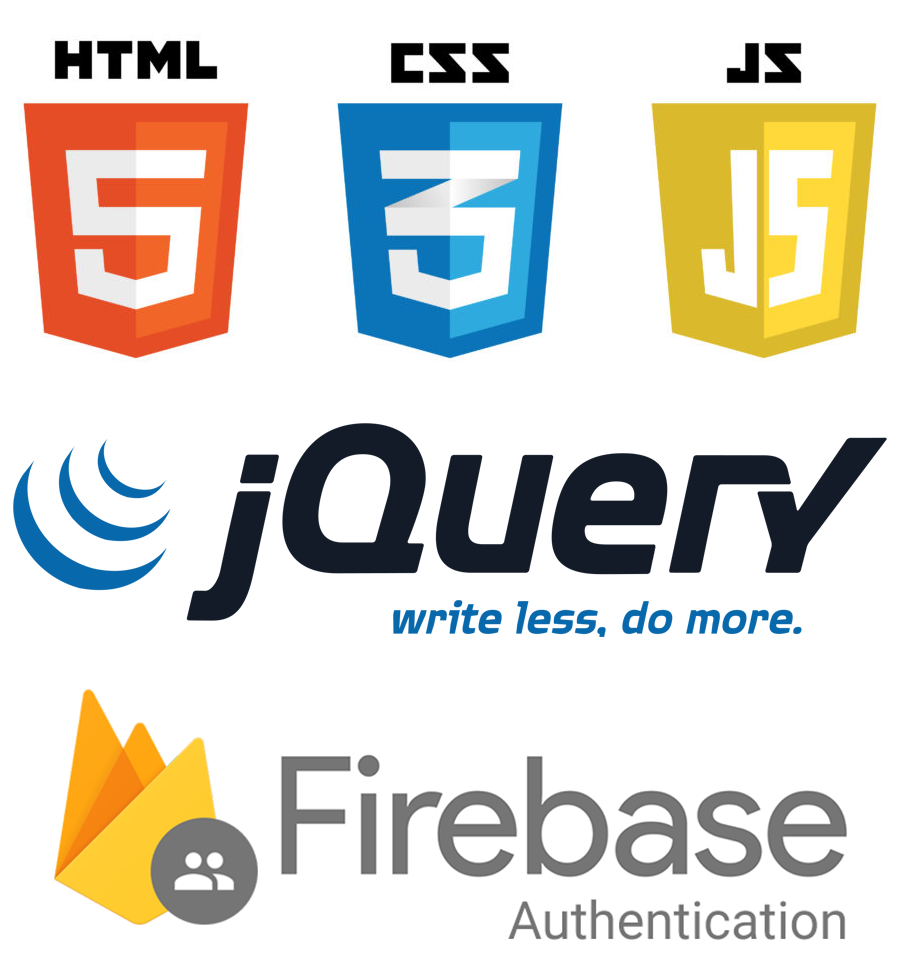 HTML CSS JS
5 3 JS
jQuery
write less, do more.
Firebase
Authentication